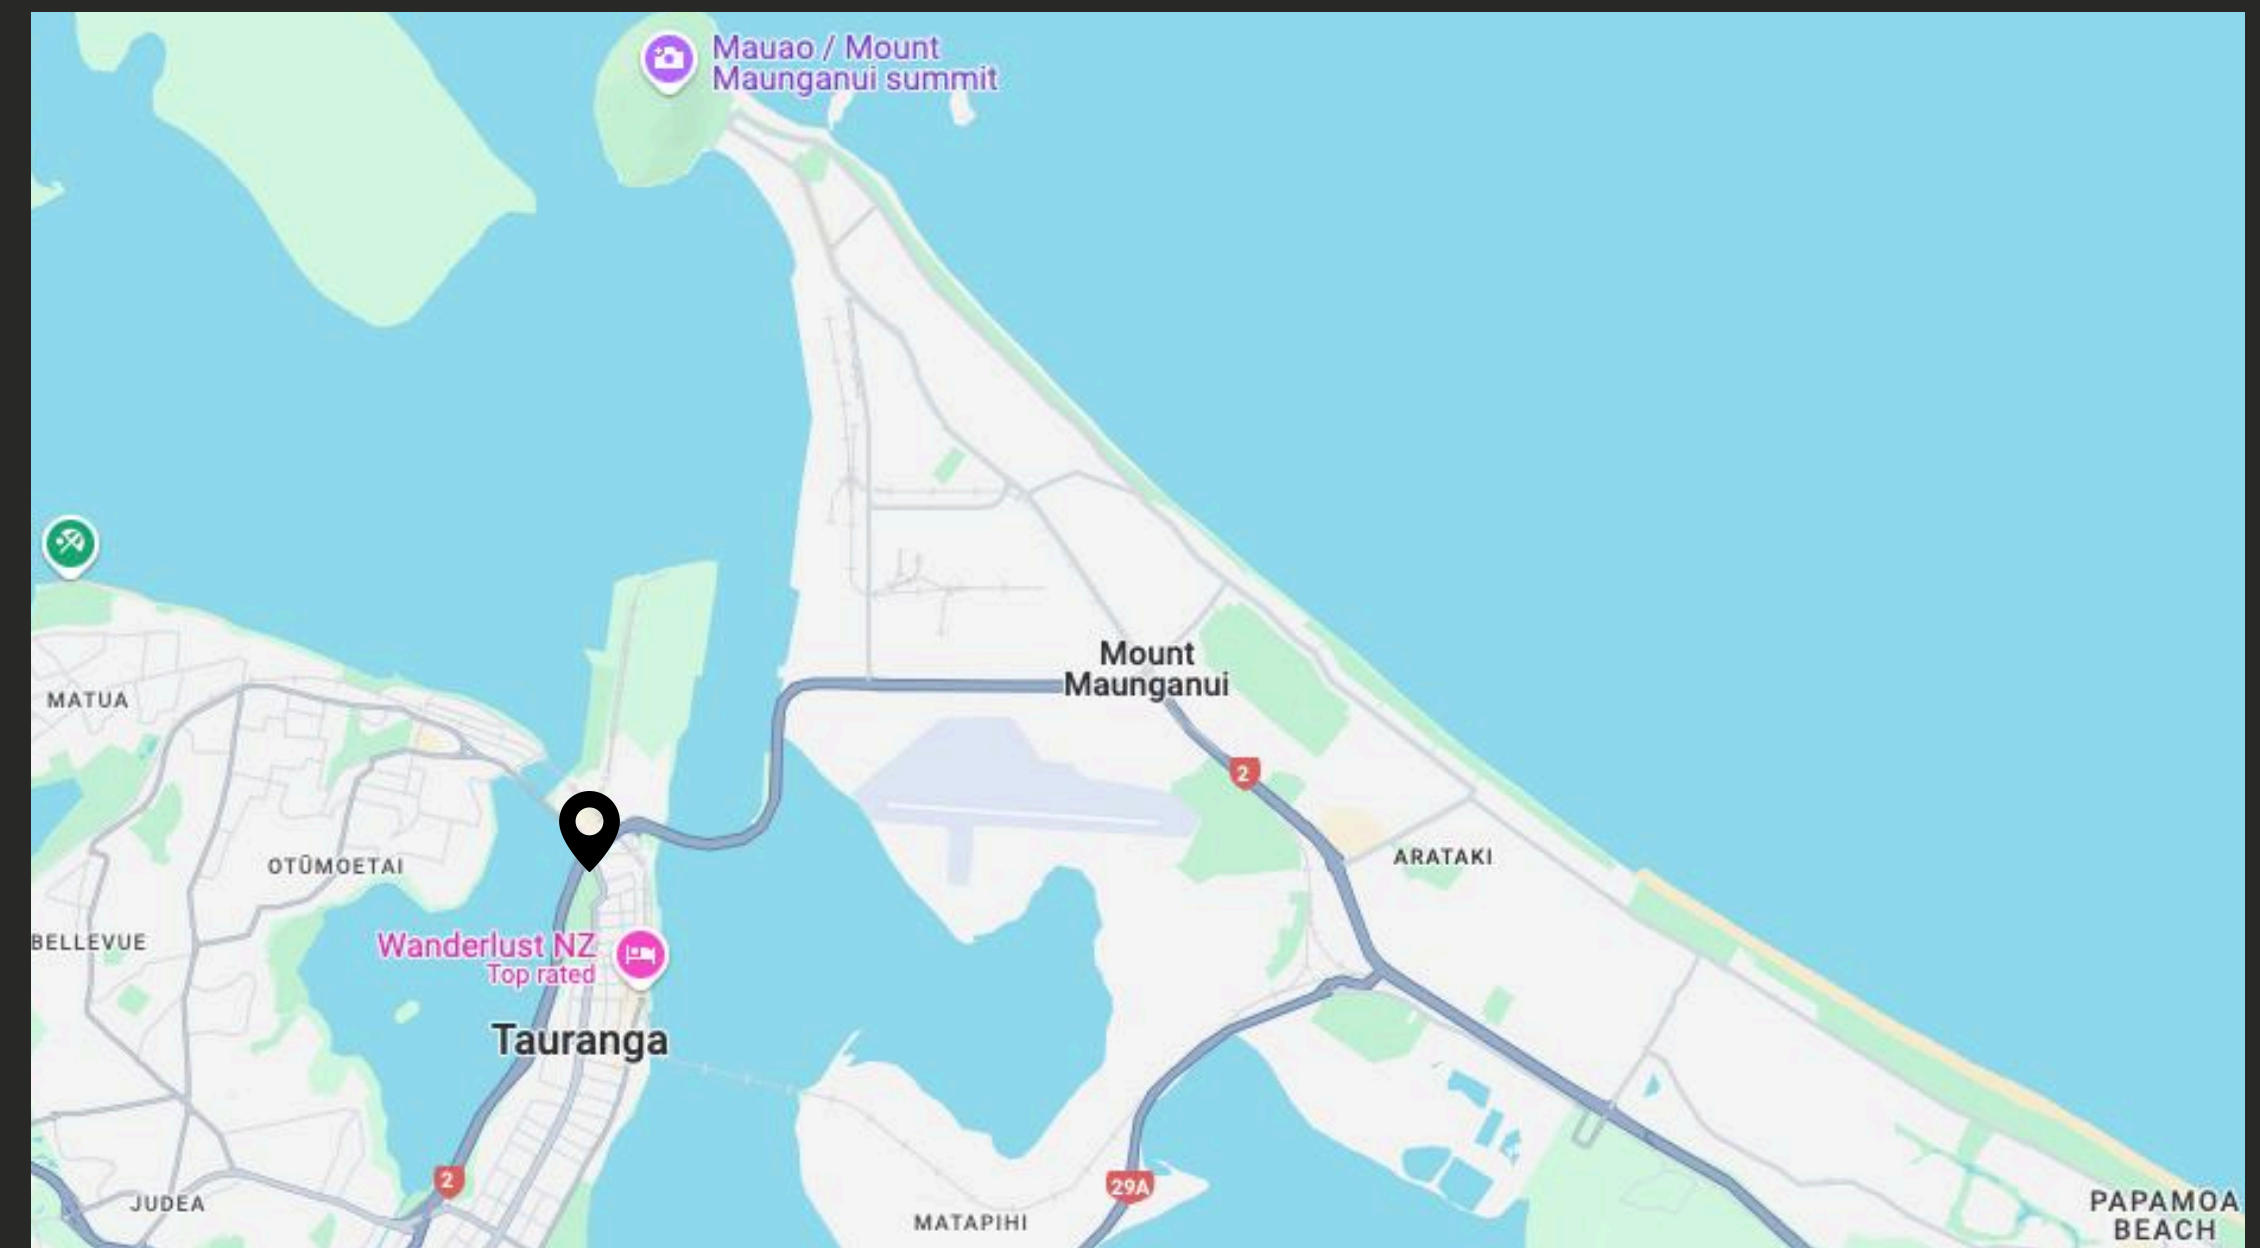 Mauao / Mount
Maunganui summit
Mount
Maunganui
MATUA
2
ARATAKI
OTŪMOETAI
BELLEVUE
Wanderlust NZ
Top rated
Tauranga
2
29A
JUDEA
MATAPIHI
PAPAMOA
BEACH